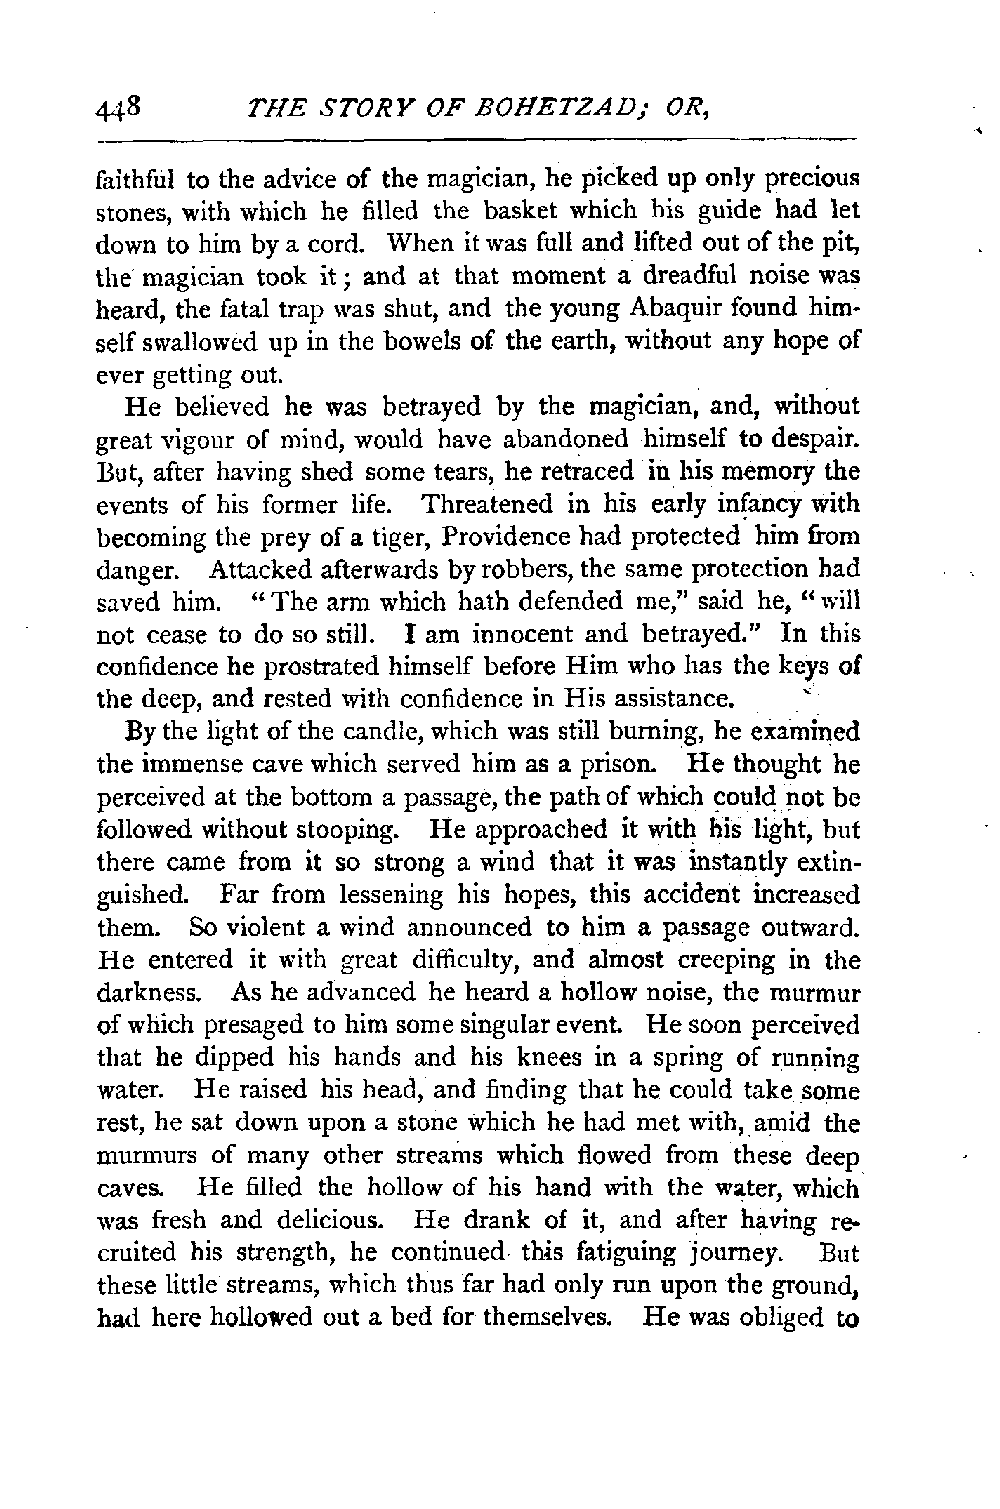 448 THE STORY OF BOHETZAD; OR,
faithful to the advice of the magician, he picked up only precious
stones, with which he filled the basket which his guide had let
down to him by a cord. When it was full and lifted out of the pit,
the magician took it; and at that moment a dreadful noise was
heard, the fatal trap was shut, and the young Abaquir found him-
self swallowed up in the bowels of the earth, without any hope of
ever getting out.
He believed he was betrayed by the magician, and, without
great vigour of mind, would have abandoned himself to despair.
But, after having shed some tears, he retraced in his memory the
events of his former life. Threatened in his early infancy with
becoming the prey of a tiger, Providence had protected him from
danger. Attacked afterwards by robbers, the same protection had
saved him. “The arm which hath defended me,” said he, “will
not cease to do so still. I am innocent and betrayed.” In this
confidence he prostrated himself before Him who has the keys of
the deep, and rested with confidence in His assistance.
By the light of the candle, which was still burning, he examined
the immense cave which served him as a prison. He thought he
perceived at the bottom a passage, the path of which could not be
followed without stooping. He approached it with his light, but
there came from it so strong a wind that it was instantly extin-
guished. Far from lessening his hopes, this accident increased
them. So violent a wind announced to him a passage outward.
He entered it with great difficulty, and almost creeping in the
darkness. As he advanced he heard a hollow noise, the murmur
of which presaged to him some singular event. He soon perceived
that he dipped his hands and his knees in a spring of running
water. He raised his head, and finding that he could take some
rest, he sat down upon a stone which he had met with, amid the
murmurs of many other streams which flowed from these deep
caves. He filled the hollow of his hand with the water, which
was fresh and delicious. He drank of it, and after having re-
cruited his strength, he continued this fatiguing journey. But
these little streams, which thus far had only run upon the ground,
had here hollowed out a bed for themselves. He was obliged to